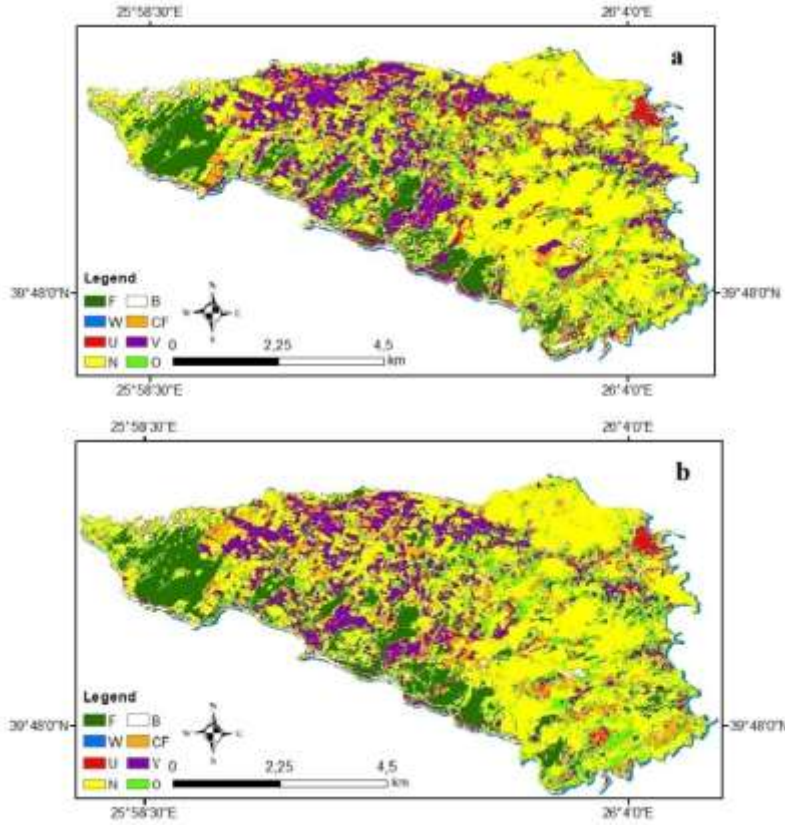 25°58'30"E 26°4'0"E
a
39°48'0"N 39°48'0"N
Legend
F B
W CF
U V
N O
N
W E
S
0 2,25 4,5
km
25°58'30"E 26°4'0"E
25°58'30"E 26°4'0"E
b
39°48'0"N 39°48'0"N
Legend
F B
W CF
U V
N O
N
W E
S
0 2,25 4,5
km
25°58'30"E 26°4'0"E